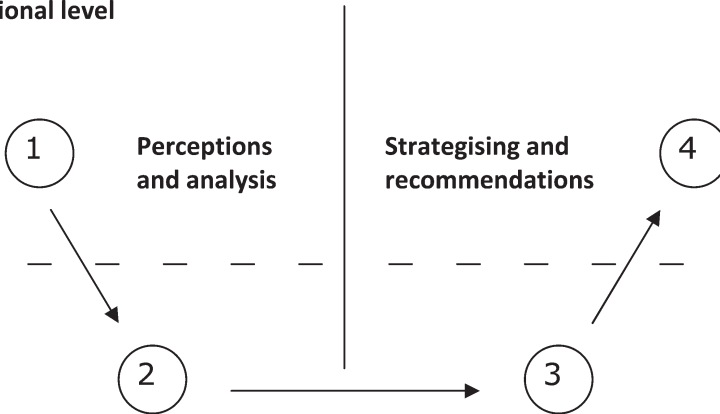 ional level
1
Perceptions
and analysis
Strategising and
recommendations
4
2
3